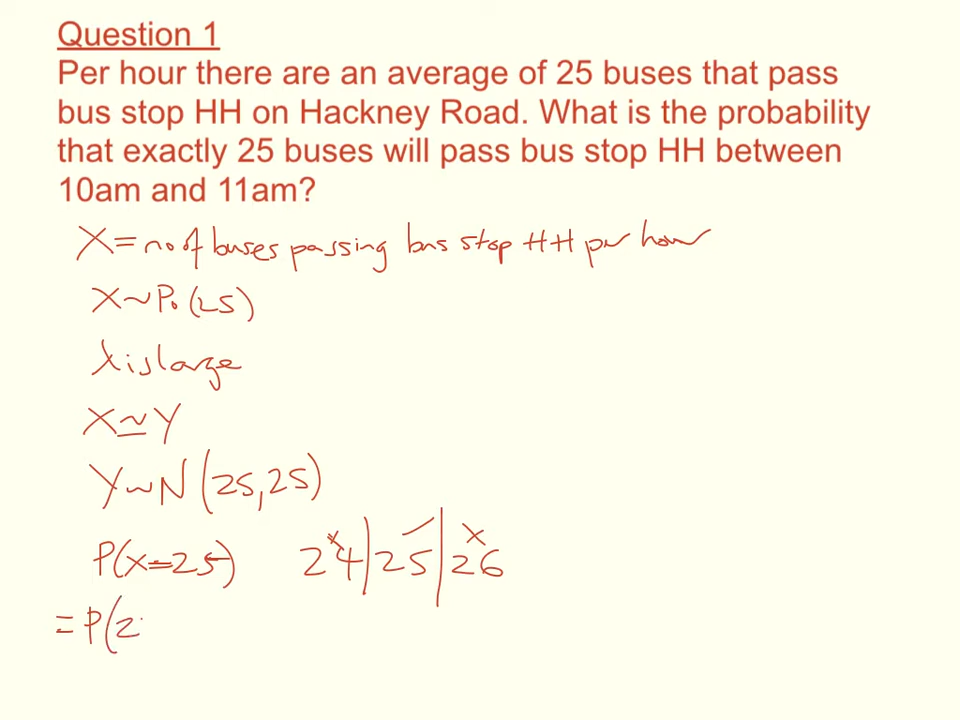 Question 1
Per hour there are an average of 25 buses that pass
bus stop HH on Hackney Road. What is the probability
that exactly 25 buses will pass bus stop HH between
10am and 11am?
X = no of buses passing bus stop HH per hour
X~Po(25)
λ is large
X≃Y
Y~N(25,25)
P(X=25) 24|25|26
= P(2